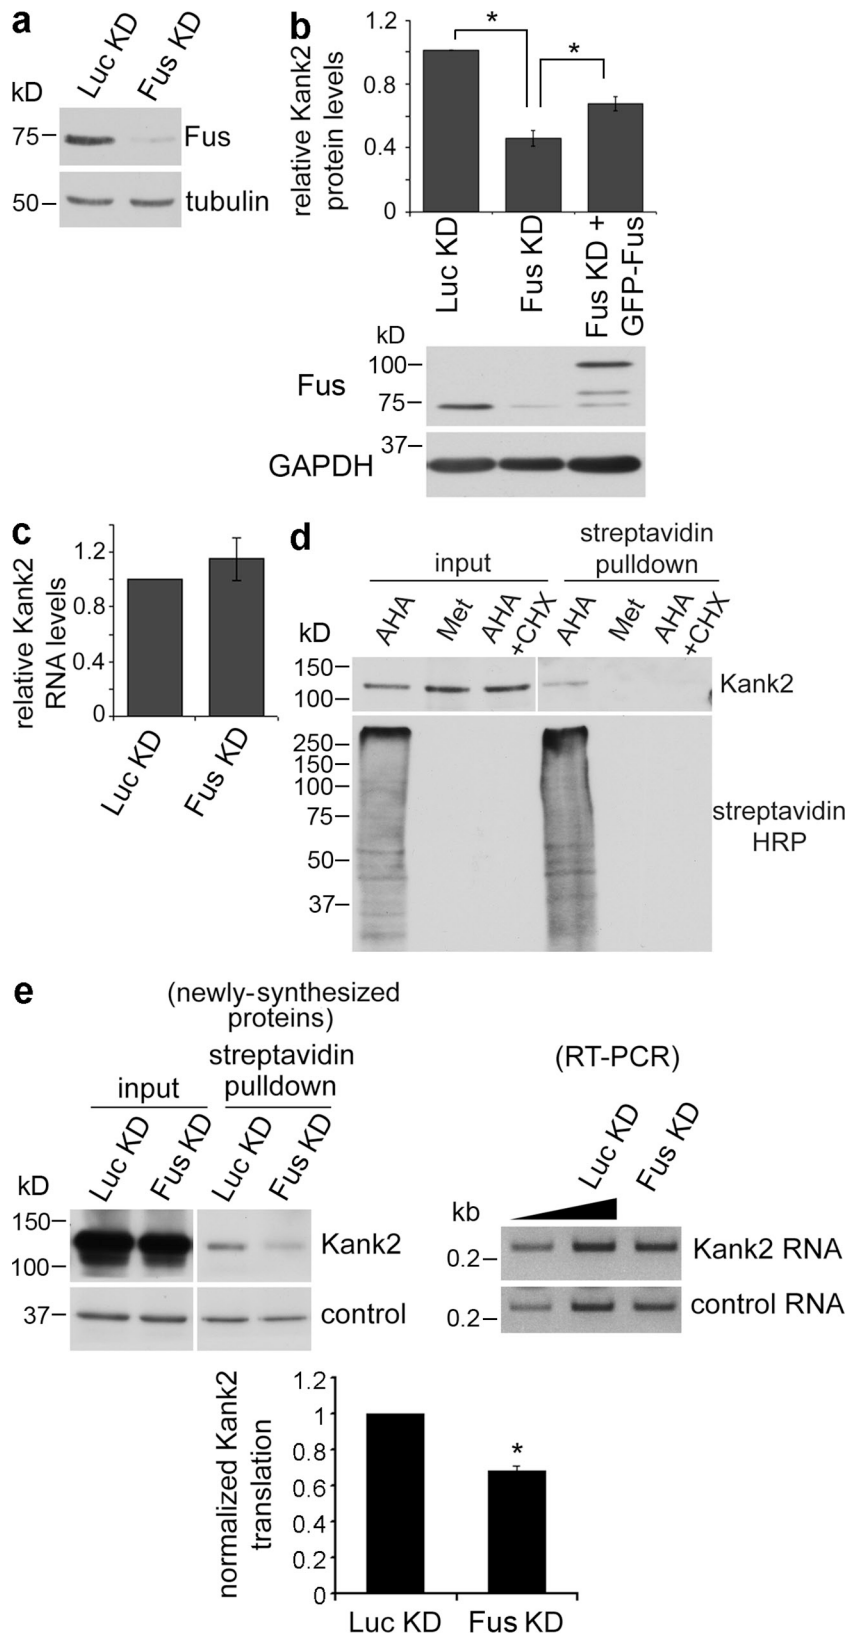 a
Luc KD
Fus KD
kD
75
Fus
50
tubulin
b
relative Kank2
protein levels
1.2
0.8
0.4
0
*
*
Luc KD
Fus KD
Fus KD +
GFP-Fus
kD
100
75
Fus
37
GAPDH
c
relative Kank2
RNA levels
1.2
0.8
0.4
0
Luc KD
Fus KD
d
input
streptavidin
pulldown
AHA
Met
AHA
+CHX
AHA
Met
AHA
+CHX
kD
150
100
Kank2
250
150
100
75
50
37
streptavidin
HRP
e
(newly-synthesized
proteins)
input
streptavidin
pulldown
Luc KD
Fus KD
Luc KD
Fus KD
kD
150
100
Kank2
37
control
(RT-PCR)
Luc KD
Fus KD
kb
0.2
Kank2 RNA
0.2
control RNA
normalized Kank2
translation
1.2
1
0.8
0.6
0.4
0.2
0
*
Luc KD
Fus KD